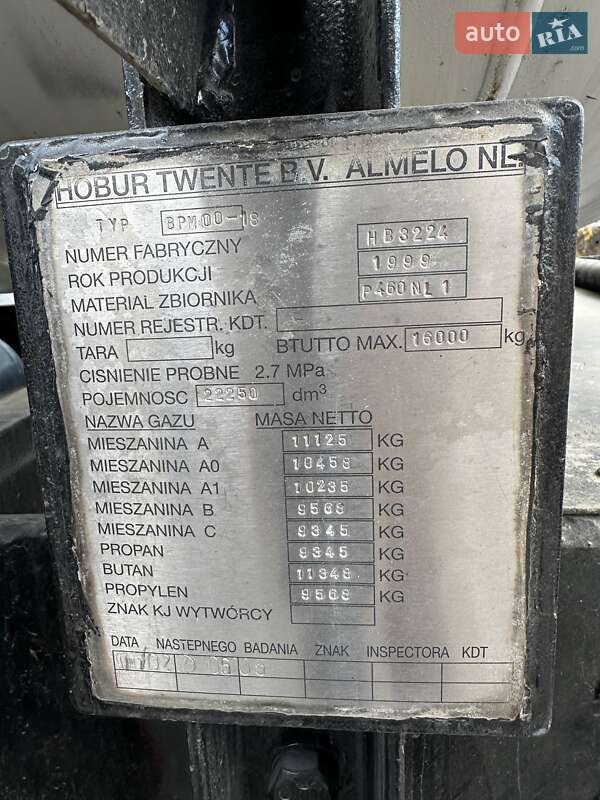 auto RIA .com
HOBUR TWENTE B.V. ALMELO NL.
TYP BPM00-18
NUMER FABRYCZNY HB3224
ROK PRODUKCJI 1999
MATERIAL ZBIORNIKA P460NL1
NUMER REJESTR. KDT.
TARA kg BTUTTO MAX. 16000 kg
CISNIENIE PROBNE 2.7 MPa
POJEMNOSC 22250 dm³
NAZWA GAZU MASA NETTO
MIESZANINA A 11125 KG
MIESZANINA A0 10458 KG
MIESZANINA A1 10235 KG
MIESZANINA B 9568 KG
MIESZANINA C 9345 KG
PROPAN 9345 KG
BUTAN 11348 KG
PROPYLEN 9568 KG
ZNAK KJ WYTWÓRCY
DATA NASTEPNEGO BADANIA ZNAK INSPECTORA KDT